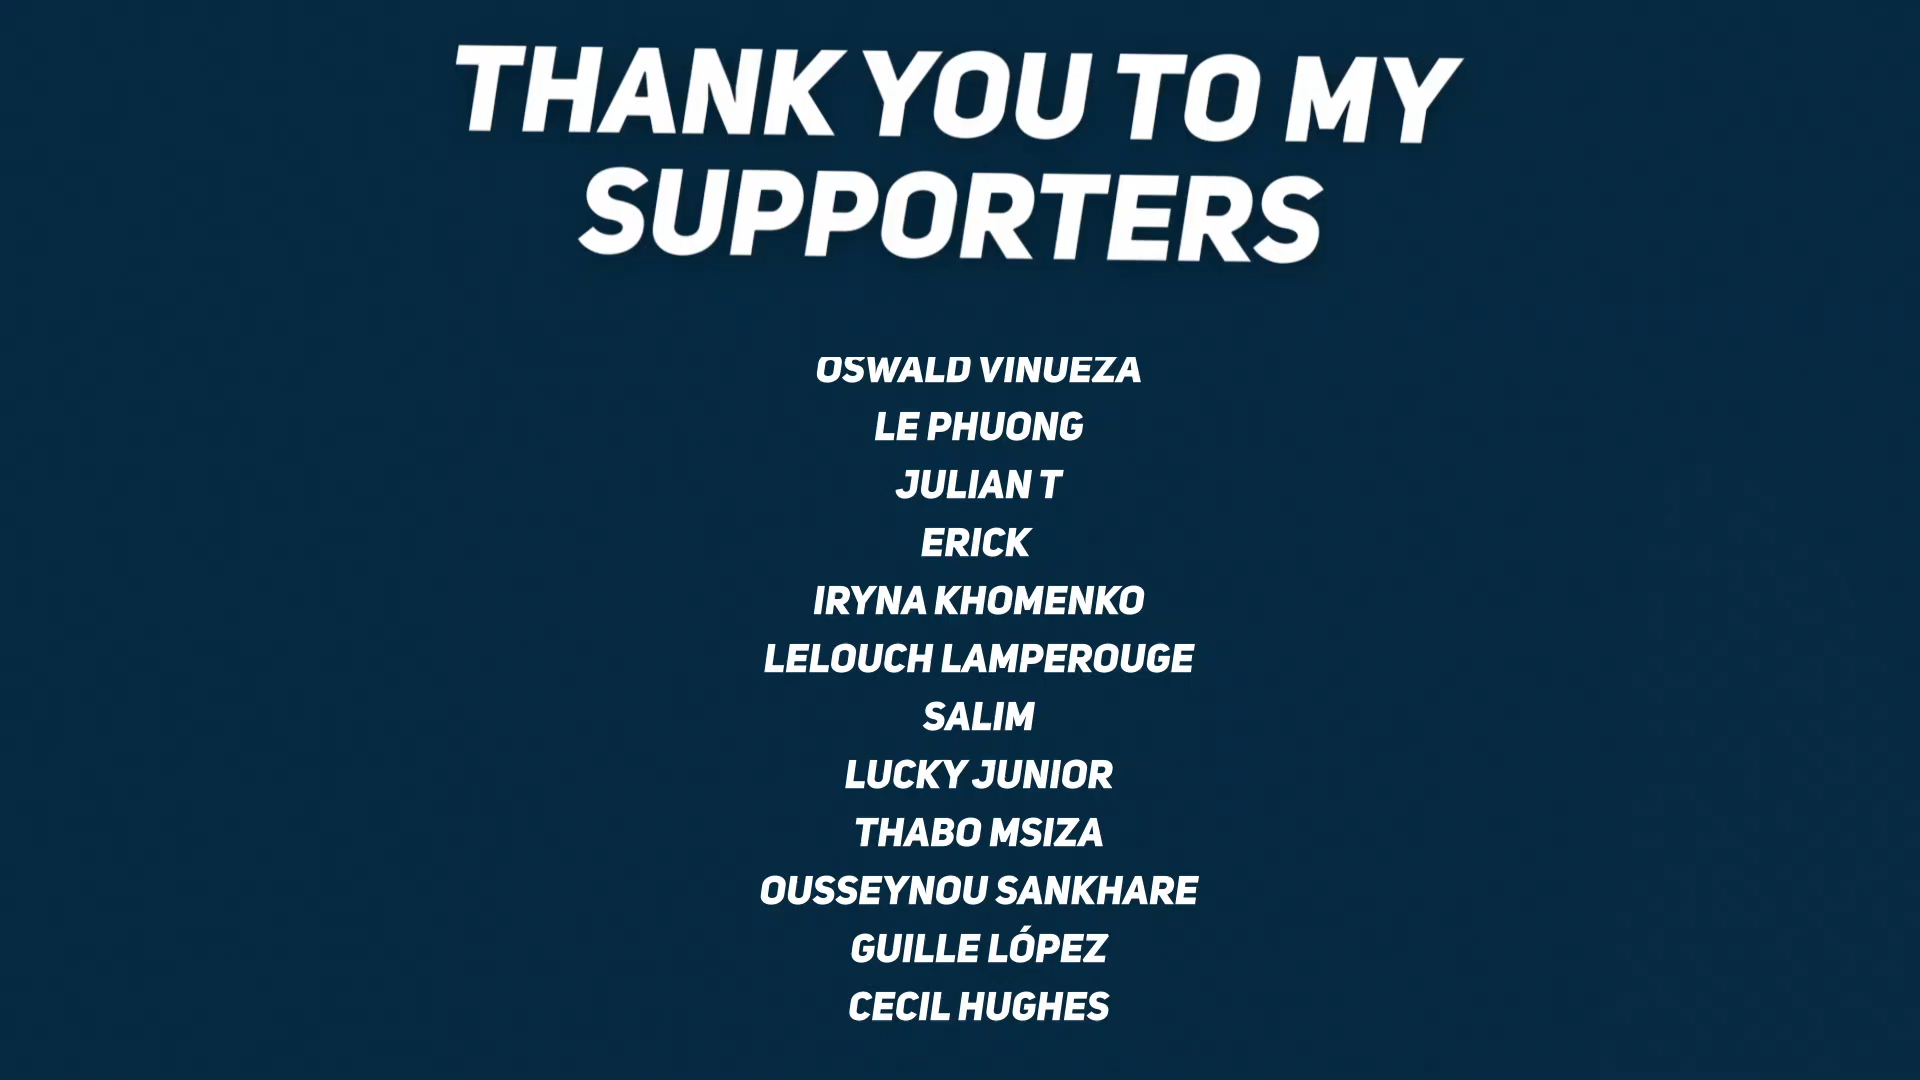 THANK YOU TO MY
SUPPORTERS
OSWALD VINUEZA
LE PHUONG
JULIAN T
ERICK
IRYNA KHOMENKO
LELOUCH LAMPEROUGE
SALIM
LUCKY JUNIOR
THABO MSIZA
OUSSEYNOU SANKHARE
GUILLE LÓPEZ
CECIL HUGHES